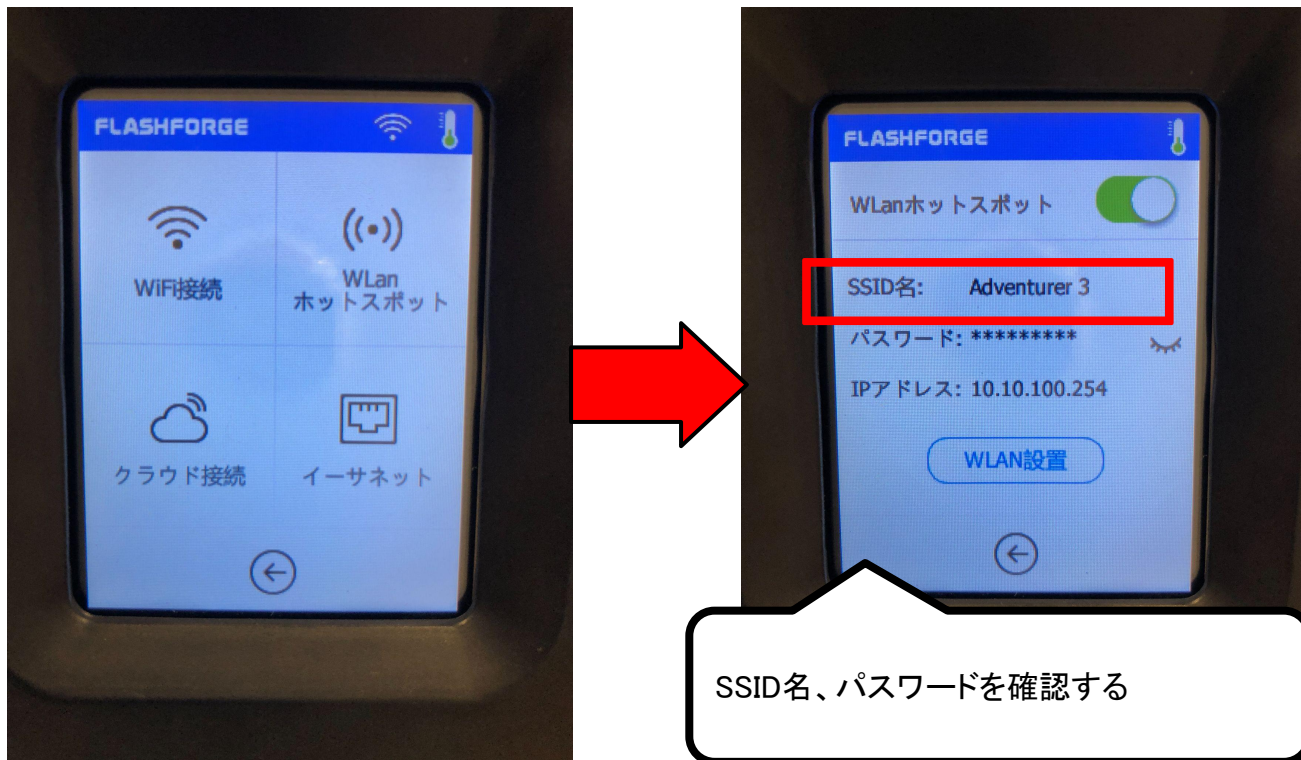 FLASHFORGE
WiFi接続
WLan
ホットスポット
クラウド接続
イーサネット
FLASHFORGE
WLanホットスポット
SSID名: Adventurer 3
パスワード: *********
IPアドレス: 10.10.100.254
WLAN設置
SSID名、パスワードを確認する